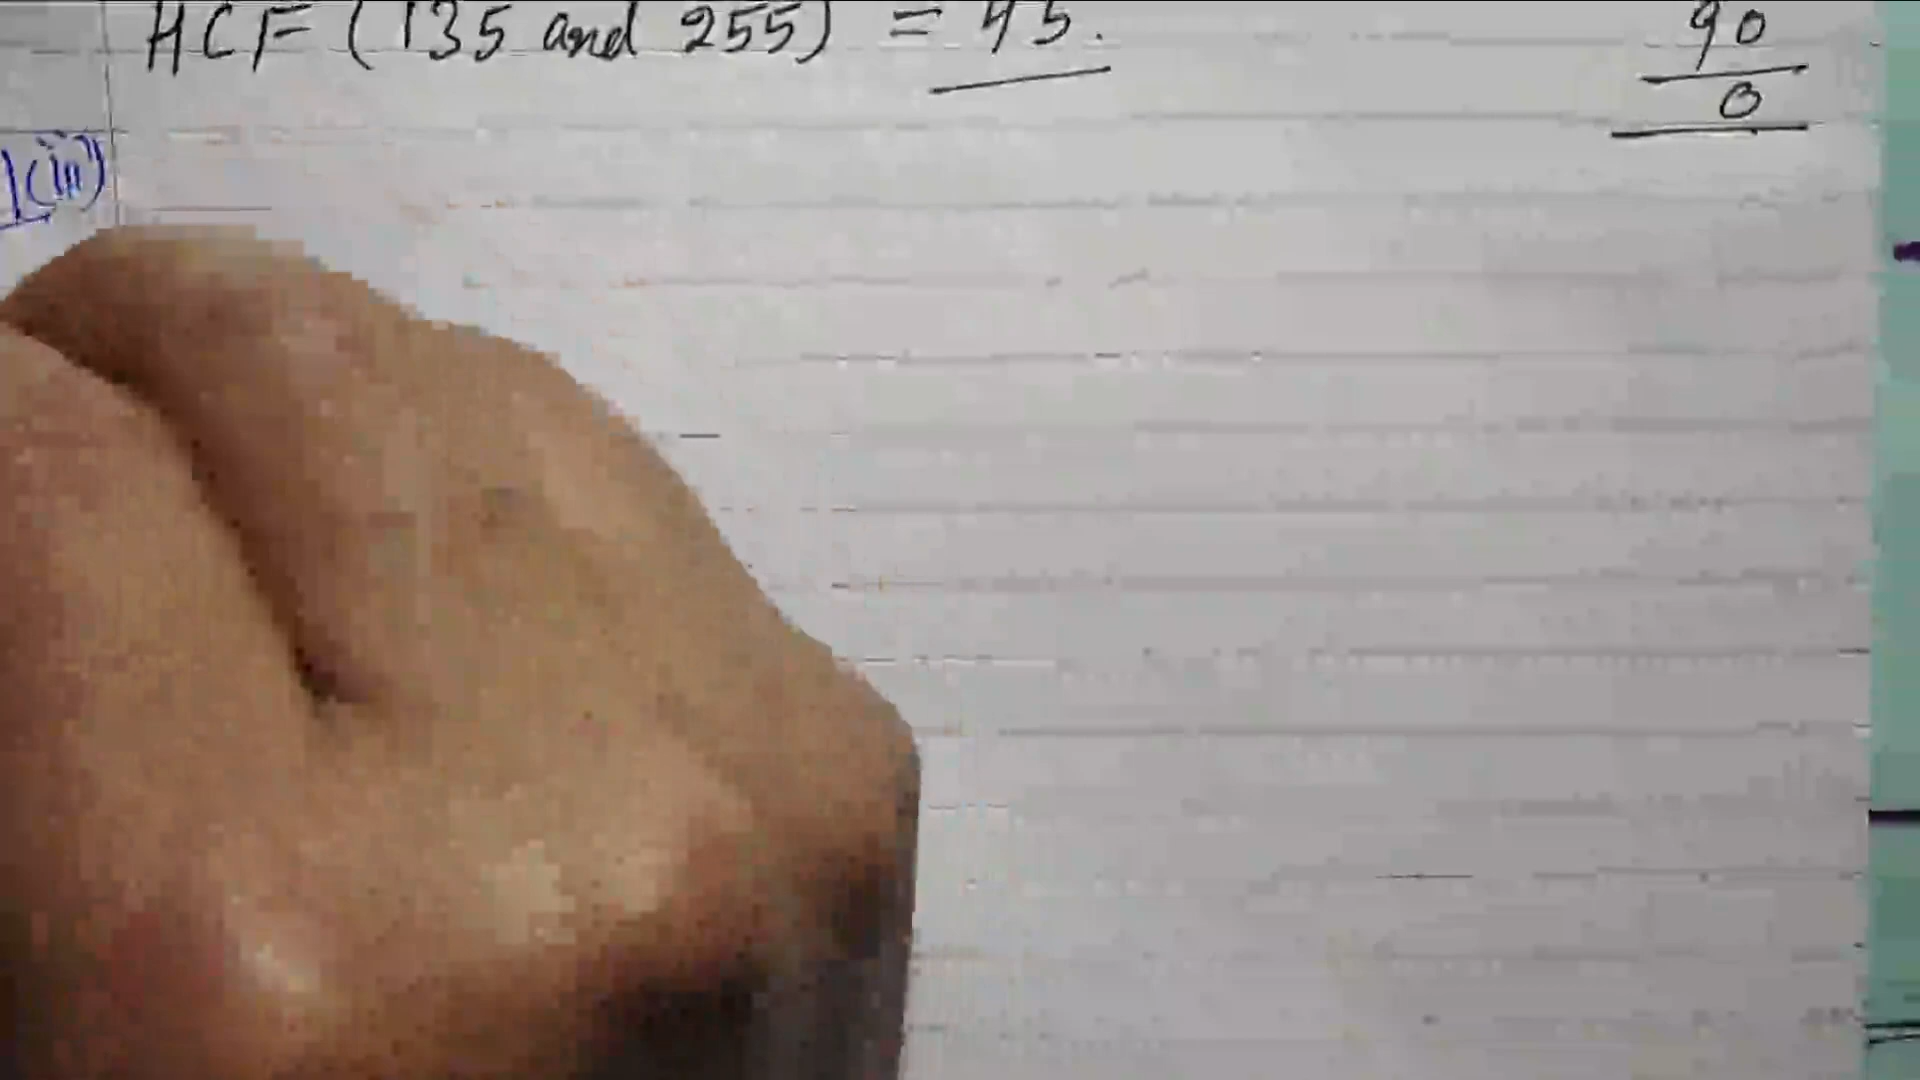 HCF (135 and 255) = 45.
90
0
1(iii)